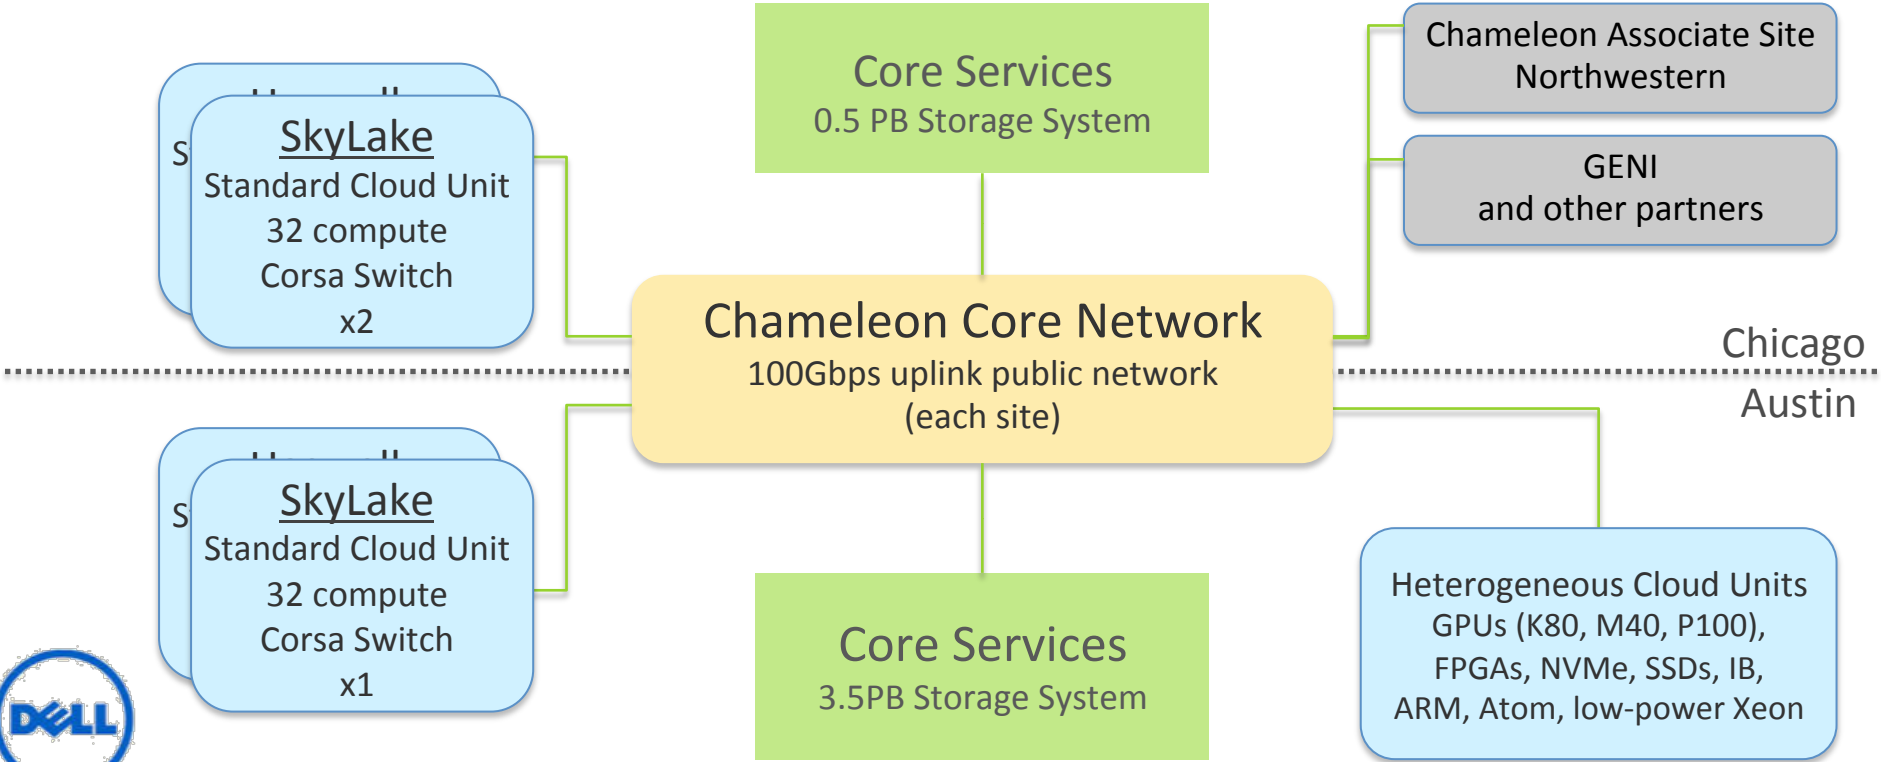 SkyLake
Standard Cloud Unit
32 compute
Corsa Switch
x2
Core Services
0.5 PB Storage System
Chameleon Associate Site
Northwestern
GENI
and other partners
Chameleon Core Network
100Gbps uplink public network
(each site)
Chicago
Austin
SkyLake
Standard Cloud Unit
32 compute
Corsa Switch
x1
Core Services
3.5PB Storage System
Heterogeneous Cloud Units
GPUs (K80, M40, P100),
FPGAs, NVMe, SSDs, IB,
ARM, Atom, low-power Xeon
DELL